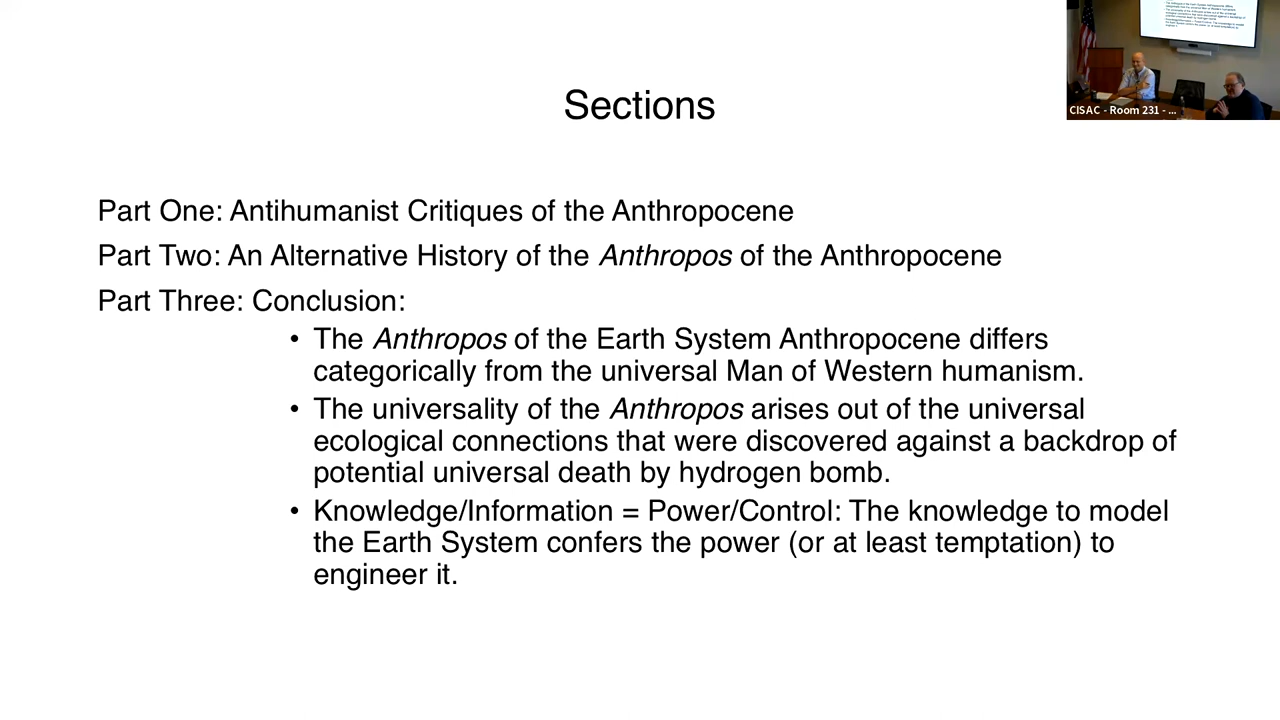 Sections
CISAC - Room 231 - ...
Part One: Antihumanist Critiques of the Anthropocene
Part Two: An Alternative History of the Anthropos of the Anthropocene
Part Three: Conclusion:
• The Anthropos of the Earth System Anthropocene differs
categorically from the universal Man of Western humanism.
• The universality of the Anthropos arises out of the universal
ecological connections that were discovered against a backdrop of
potential universal death by hydrogen bomb.
• Knowledge/Information = Power/Control: The knowledge to model
the Earth System confers the power (or at least temptation) to
engineer it.